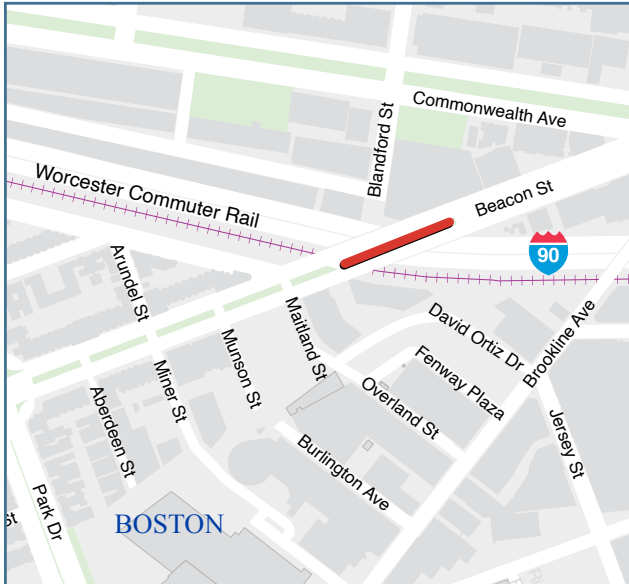 Commonwealth Ave
Blandford St
Worcester Commuter Rail
Beacon St
90
Arundel St
Maitland St
David Ortiz Dr
Brookline Ave
Munson St
Miner St
Fenway Plaza
Overland St
Aberdeen St
Jersey St
Burlington Ave
Park Dr
St
BOSTON